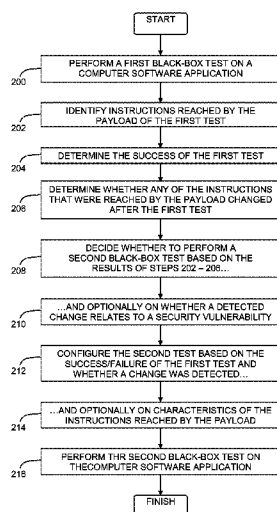 START
PERFORM A FIRST BLACK-BOX TEST ON A
COMPUTER SOFTWARE APPLICATION
200
IDENTIFY INSTRUCTIONS REACHED BY THE
PAYLOAD OF THE FIRST TEST
202
DETERMINE THE SUCCESS OF THE FIRST TEST
204
DETERMINE WHETHER ANY OF THE INSTRUCTIONS
THAT WERE REACHED BY THE PAYLOAD CHANGED
AFTER THE FIRST TEST
206
DECIDE WHETHER TO PERFORM A
SECOND BLACK-BOX TEST BASED ON THE
RESULTS OF STEPS 202 – 206…
208
…AND OPTIONALLY ON WHETHER A DETECTED
CHANGE RELATES TO A SECURITY VULNERABILITY
210
CONFIGURE THE SECOND TEST BASED ON THE
SUCCESS/FAILURE OF THE FIRST TEST AND
WHETHER A CHANGE WAS DETECTED…
212
…AND OPTIONALLY ON CHARACTERISTICS OF THE
INSTRUCTIONS REACHED BY THE PAYLOAD
214
PERFORM THR SECOND BLACK-BOX TEST ON
THECOMPUTER SOFTWARE APPLICATION
216
FINISH